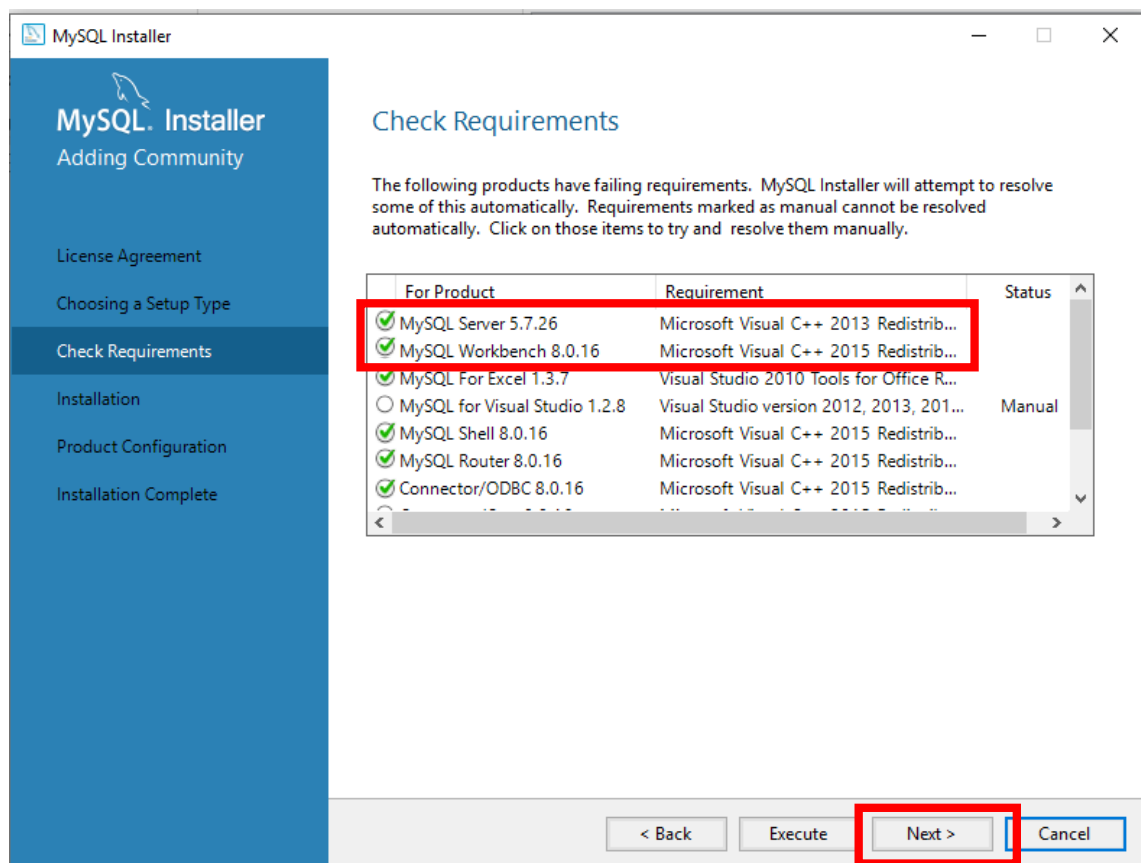 MySQL Installer
MySQL. Installer
Adding Community
License Agreement
Choosing a Setup Type
Check Requirements
Installation
Product Configuration
Installation Complete
Check Requirements
The following products have failing requirements. MySQL Installer will attempt to resolve
some of this automatically. Requirements marked as manual cannot be resolved
automatically. Click on those items to try and resolve them manually.
For Product Requirement Status
MySQL Server 5.7.26 Microsoft Visual C++ 2013 Redistrib...
MySQL Workbench 8.0.16 Microsoft Visual C++ 2015 Redistrib...
MySQL For Excel 1.3.7 Visual Studio 2010 Tools for Office R...
MySQL for Visual Studio 1.2.8 Visual Studio version 2012, 2013, 201... Manual
MySQL Shell 8.0.16 Microsoft Visual C++ 2015 Redistrib...
MySQL Router 8.0.16 Microsoft Visual C++ 2015 Redistrib...
Connector/ODBC 8.0.16 Microsoft Visual C++ 2015 Redistrib...
< Back Execute Next > Cancel